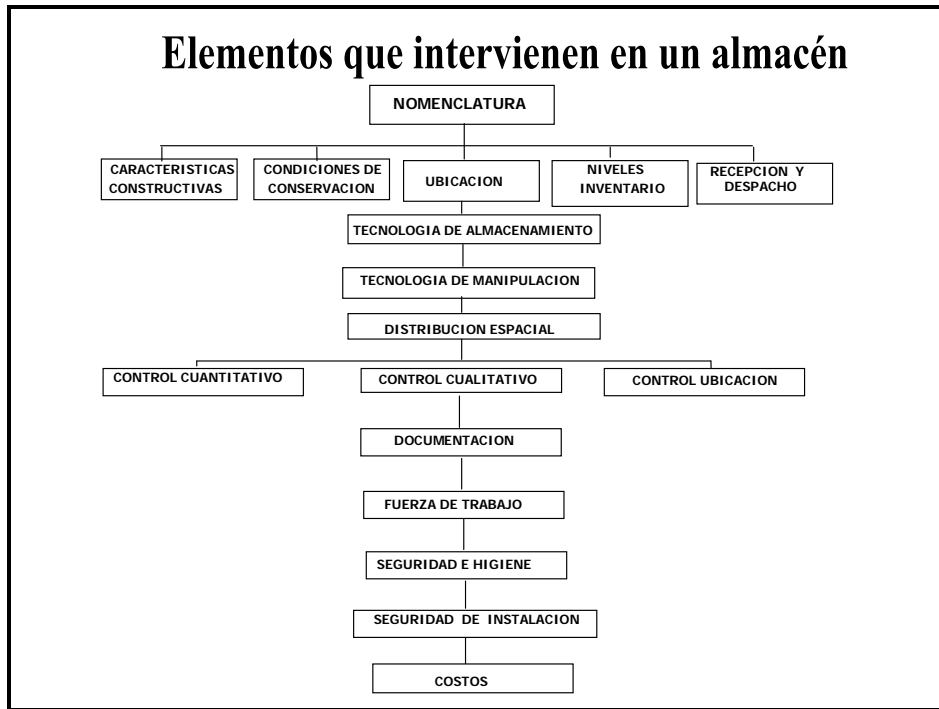 Elementos que intervienen en un almacén
NOMENCLATURA
CARACTERISTICAS
CONSTRUCTIVAS
CONDICIONES DE
CONSERVACION
UBICACION
NIVELES
INVENTARIO
RECEPCION Y
DESPACHO
TECNOLOGIA DE ALMACENAMIENTO
TECNOLOGIA DE MANIPULACION
DISTRIBUCION ESPACIAL
CONTROL CUANTITATIVO
CONTROL CUALITATIVO
CONTROL UBICACION
DOCUMENTACION
FUERZA DE TRABAJO
SEGURIDAD E HIGIENE
SEGURIDAD DE INSTALACION
COSTOS